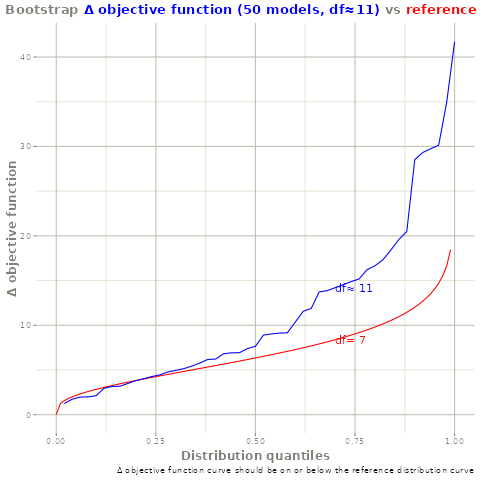 Bootstrap Δ objective function (50 models, df≈11) vs reference
Δ objective function
40
30
20
10
0
df≈ 11
df= 7
0.00 0.25 0.50 0.75 1.00
Distribution quantiles
Δ objective function curve should be on or below the reference distribution curve